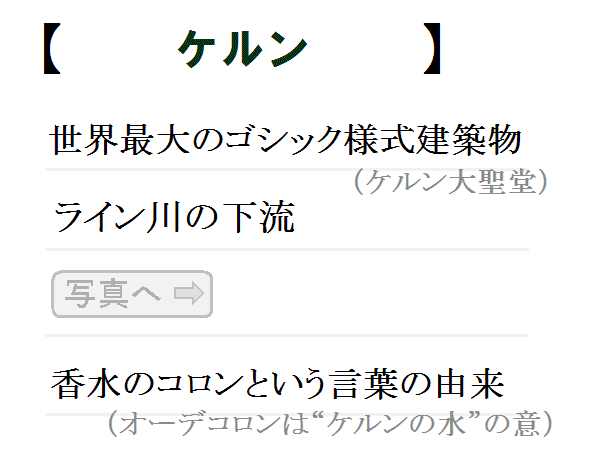 【 ケルン 】
世界最大のゴシック様式建築物
（ケルン大聖堂）
ライン川の下流
写真へ
香水のコロンという言葉の由来
（オーデコロンは“ケルンの水”の意）